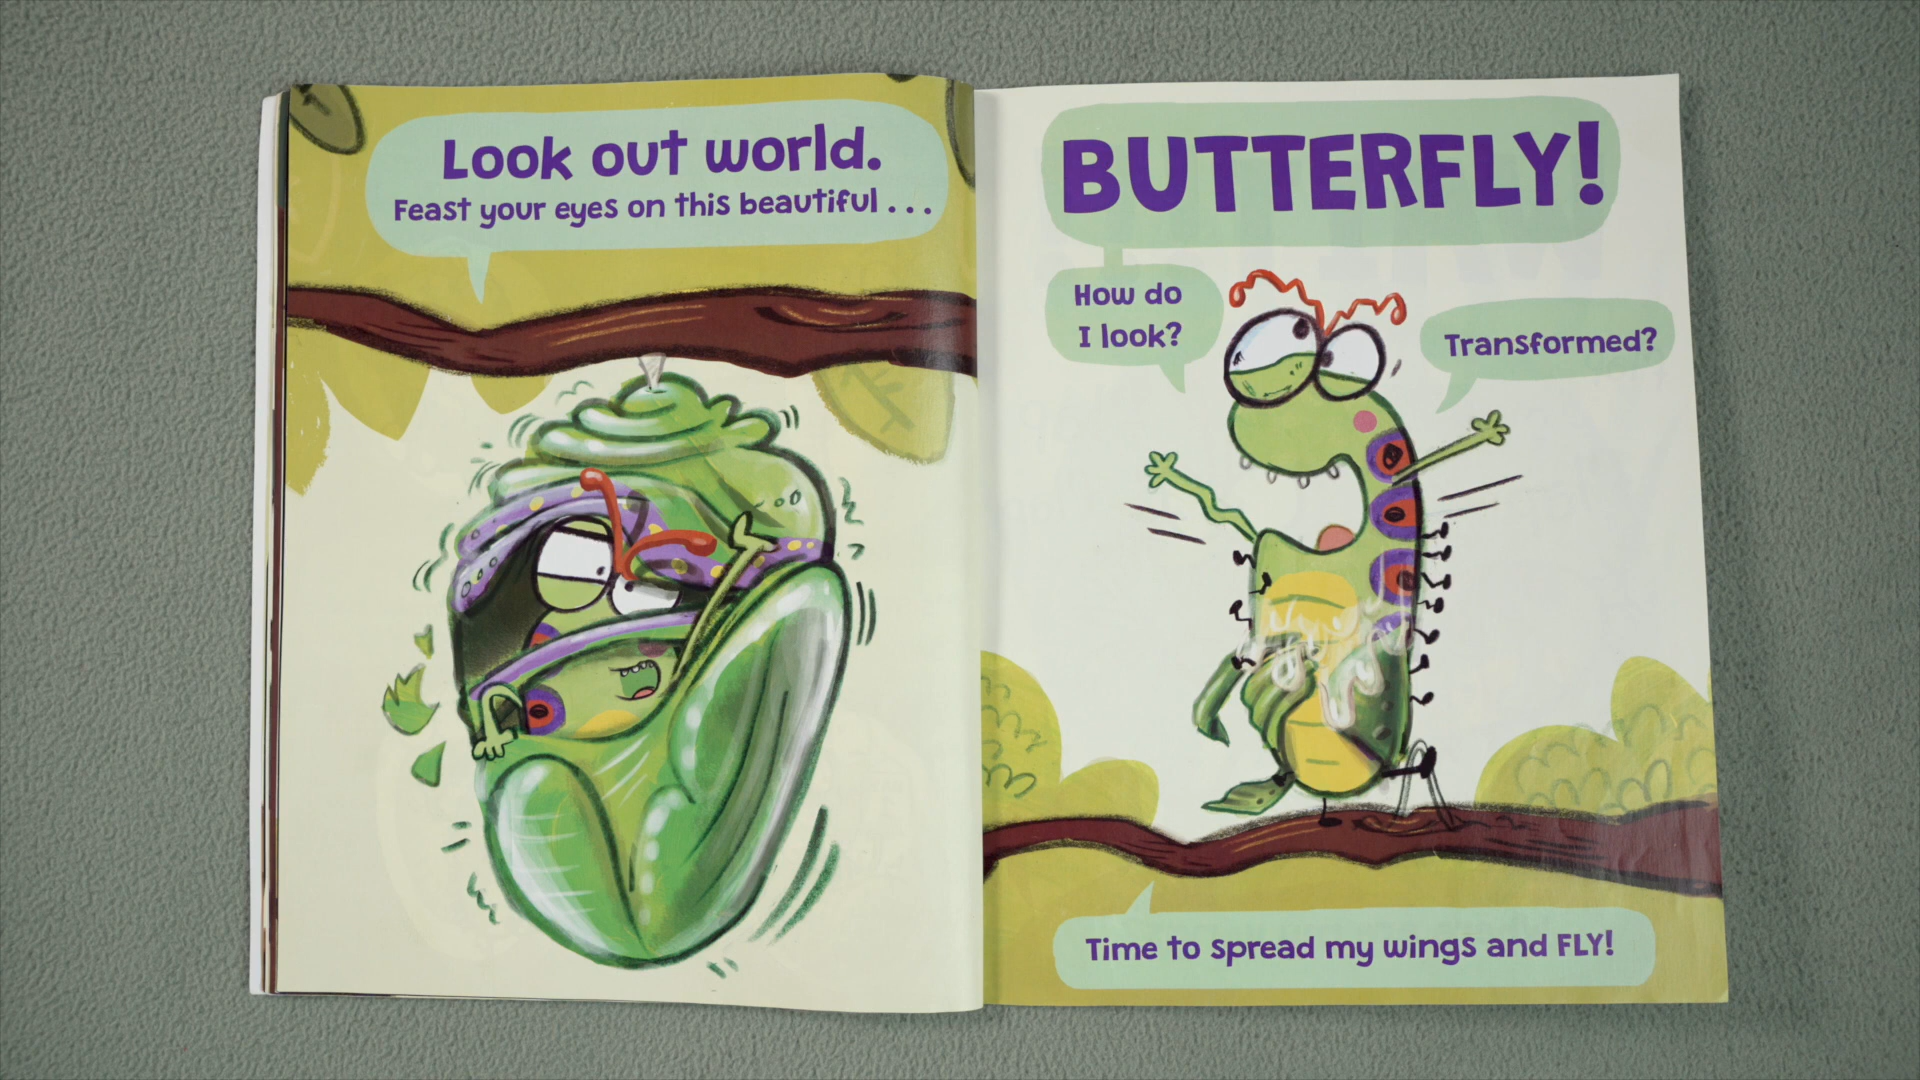 Look out world.
Feast your eyes on this beautiful . . .
BUTTERFLY!
How do
I look?
Transformed?
Time to spread my wings and FLY!